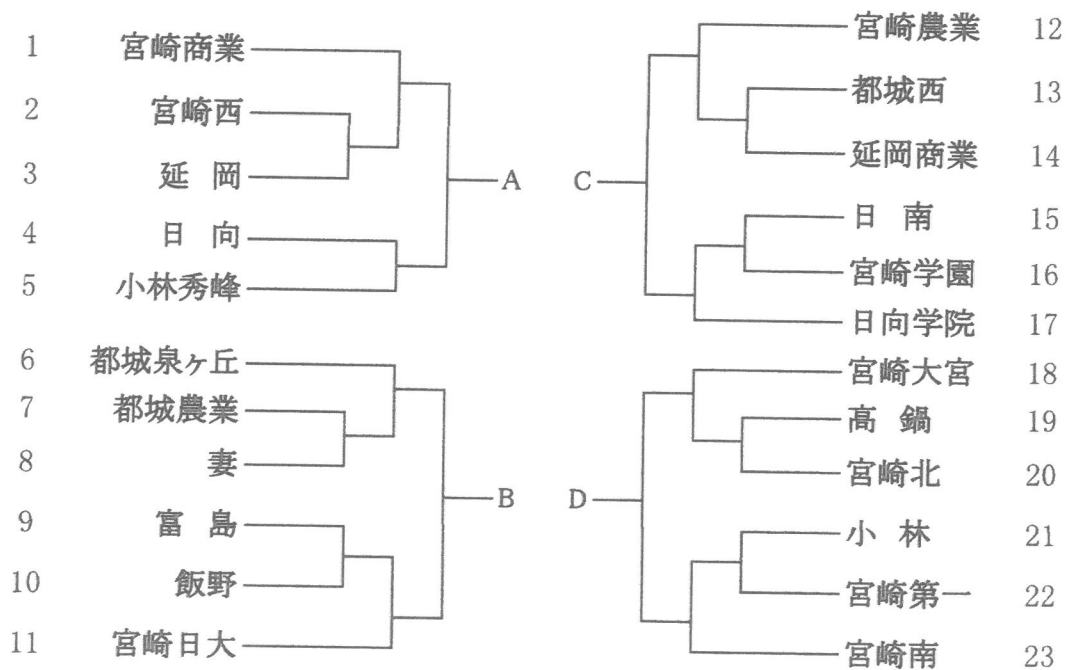 1 宮崎商業
2 宮崎西
3 延岡
4 日向
5 小林秀峰
A
6 都城泉ヶ丘
7 都城農業
8 妻
9 富島
10 飯野
11 宮崎日大
B
宮崎農業 12
都城西 13
延岡商業 14
C
日南 15
宮崎学園 16
日向学院 17
宮崎大宮 18
高鍋 19
宮崎北 20
D
小林 21
宮崎第一 22
宮崎南 23